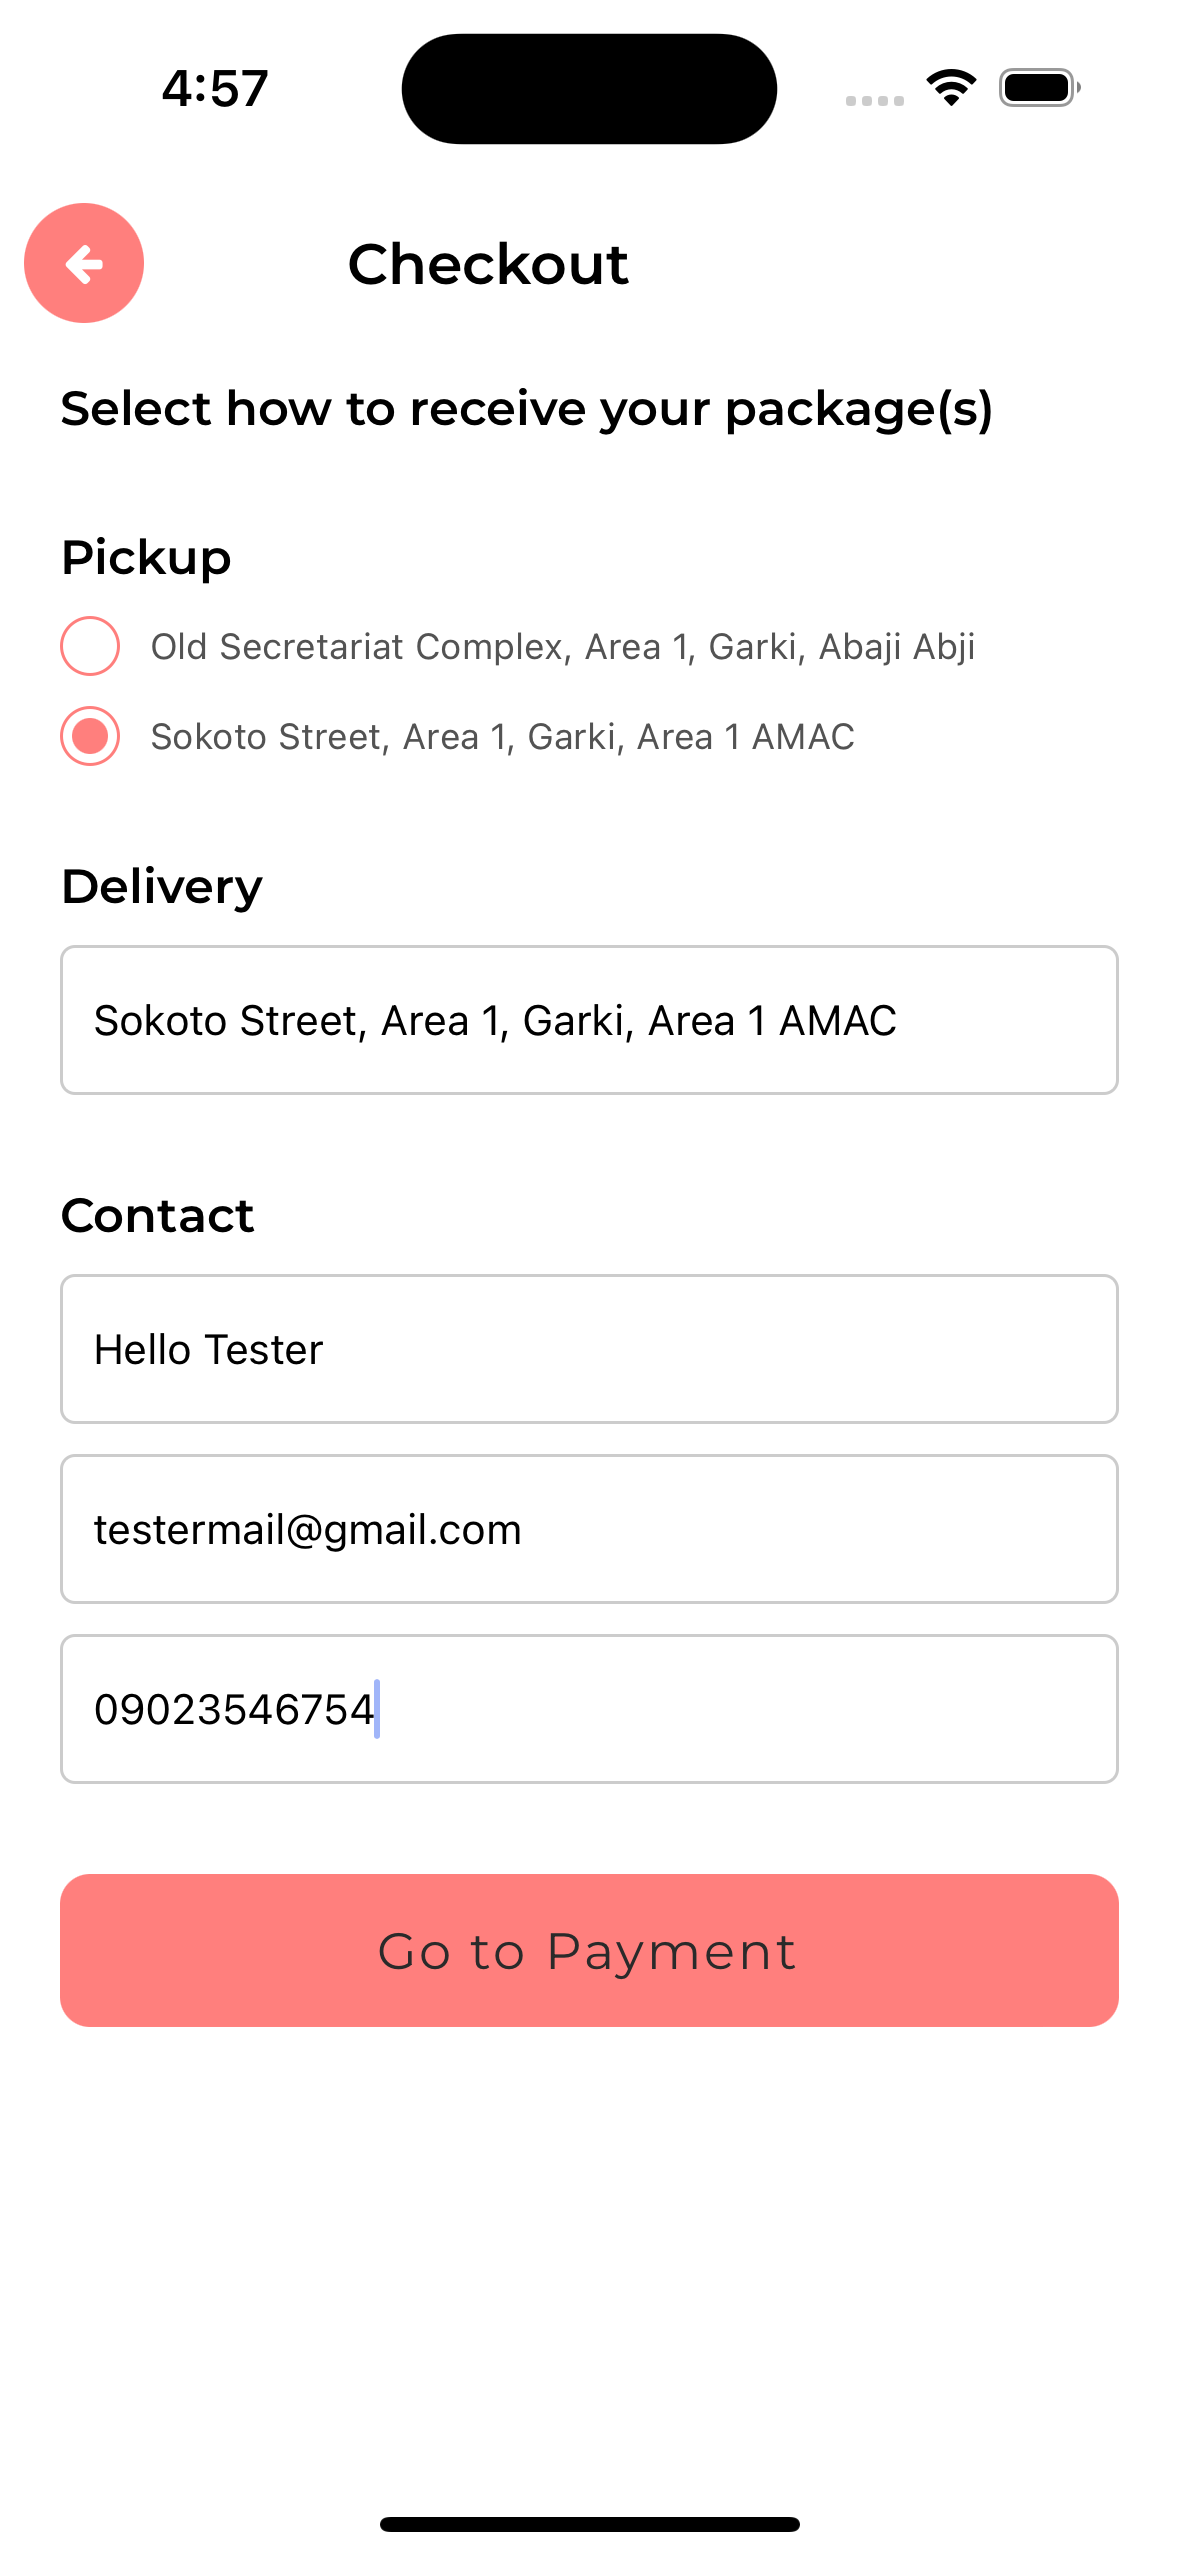 4:57
Checkout
Select how to receive your package(s)
Pickup
Old Secretariat Complex, Area 1, Garki, Abaji Abji
Sokoto Street, Area 1, Garki, Area 1 AMAC
Delivery
Sokoto Street, Area 1, Garki, Area 1 AMAC
Contact
Hello Tester
testermail@gmail.com
09023546754
Go to Payment